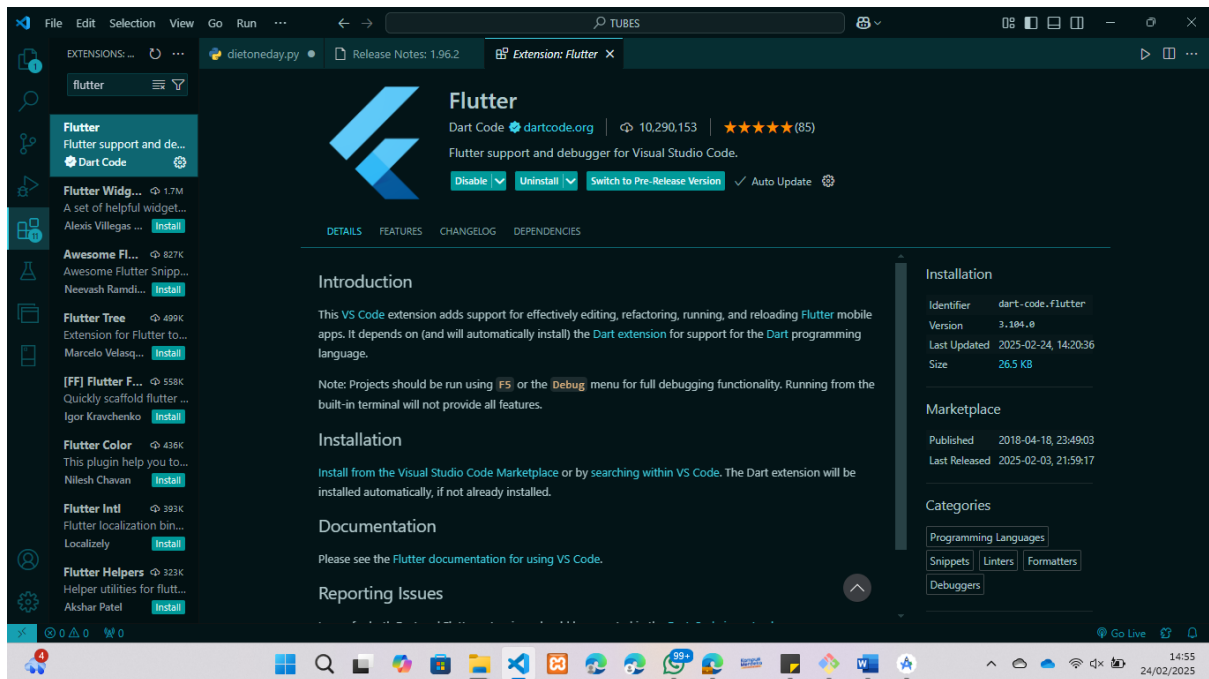 File Edit Selection View Go Run ··· TUBES
EXTENSIONS: ...
dietoneday.py
Release Notes: 1.96.2
Extension: Flutter
1
flutter
Flutter
Flutter support and de...
Dart Code
Flutter Widg... 1.7M
A set of helpful widget...
Alexis Villegas ... Install
Awesome Fl... 827K
Awesome Flutter Snipp...
Neevash Ramdi... Install
Flutter Tree 499K
Extension for Flutter to...
Marcelo Velasq... Install
[FF] Flutter F... 558K
Quickly scaffold flutter ...
Igor Kravchenko Install
Flutter Color 436K
This plugin help you to...
Nilesh Chavan Install
Flutter Intl 393K
Flutter localization bin...
Localizely Install
Flutter Helpers 323K
Helper utilities for flutt...
Akshar Patel Install
11
Flutter
Dart Code dartcode.org 10,290,153 (85)
Flutter support and debugger for Visual Studio Code.
Disable Uninstall Switch to Pre-Release Version Auto Update
DETAILS FEATURES CHANGELOG DEPENDENCIES
Introduction
This VS Code extension adds support for effectively editing, refactoring, running, and reloading Flutter mobile
apps. It depends on (and will automatically install) the Dart extension for support for the Dart programming
language.
Note: Projects should be run using F5 or the Debug menu for full debugging functionality. Running from the
built-in terminal will not provide all features.
Installation
Install from the Visual Studio Code Marketplace or by searching within VS Code. The Dart extension will be
installed automatically, if not already installed.
Documentation
Please see the Flutter documentation for using VS Code.
Reporting Issues
Installation
Identifier dart-code.flutter
Version 3.104.0
Last Updated 2025-02-24, 14:20:36
Size 26.5 KB
Marketplace
Published 2018-04-18, 23:49:03
Last Released 2025-02-03, 21:59:17
Categories
Programming Languages
Snippets Linters Formatters
Debuggers
0 0 0
Go Live
4
99+
14:55
24/02/2025